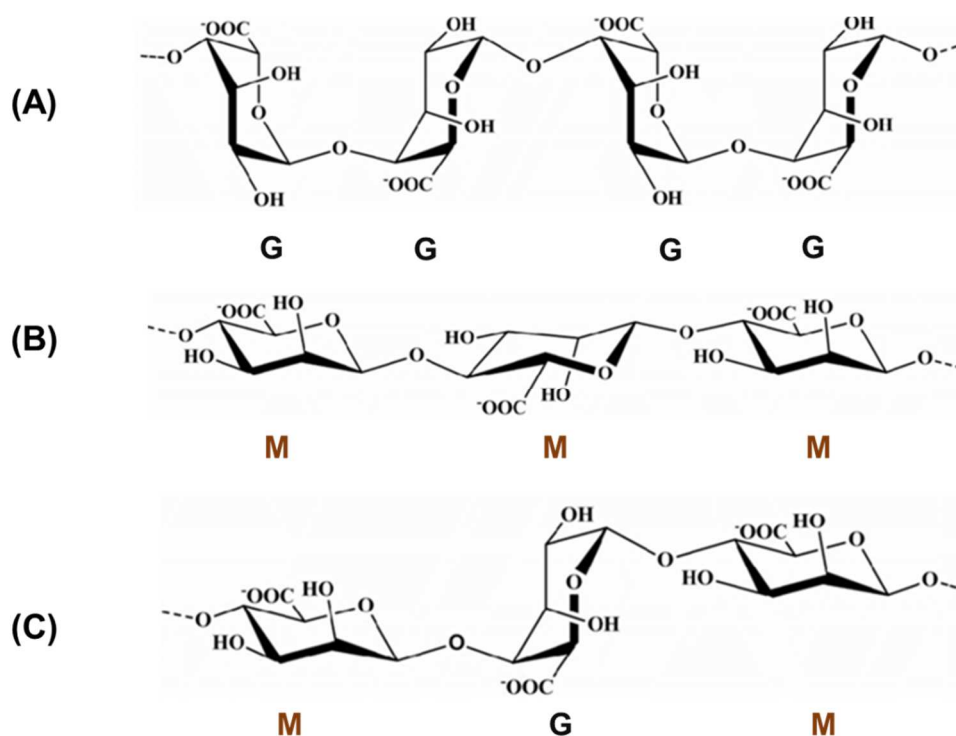 (A)
⁻OOC OH ⁻OOC OH
O O O O
OH O O OH O O
OH OH
O O
OH ⁻OOC OH ⁻OOC
G G G G
(B)
⁻OOC HO O HO O ⁻OOC HO O
O HO O O HO O
⁻OOC HO
M M M
(C)
OH ⁻OOC HO O
O
⁻OOC HO O O HO O
O HO O OH
⁻OOC
M G M